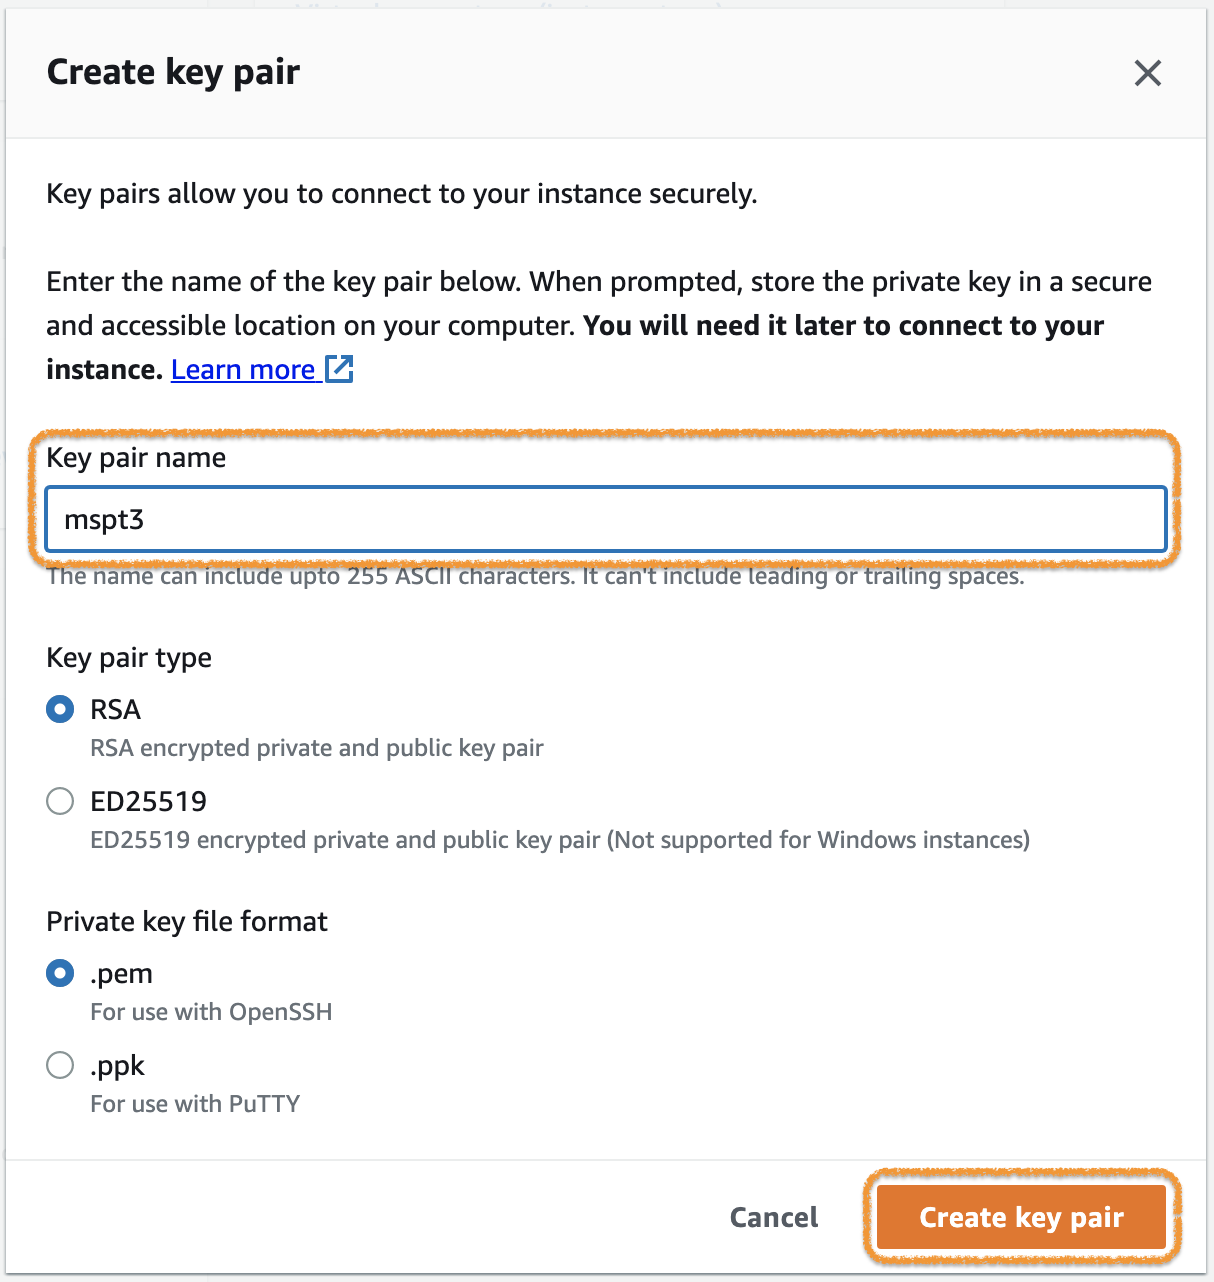 Create key pair
Key pairs allow you to connect to your instance securely.
Enter the name of the key pair below. When prompted, store the private key in a secure
and accessible location on your computer. You will need it later to connect to your
instance. Learn more
Key pair name
mspt3
The name can include upto 255 ASCII characters. It can't include leading or trailing spaces.
Key pair type
RSA
RSA encrypted private and public key pair
ED25519
ED25519 encrypted private and public key pair (Not supported for Windows instances)
Private key file format
.pem
For use with OpenSSH
.ppk
For use with PuTTY
Cancel
Create key pair